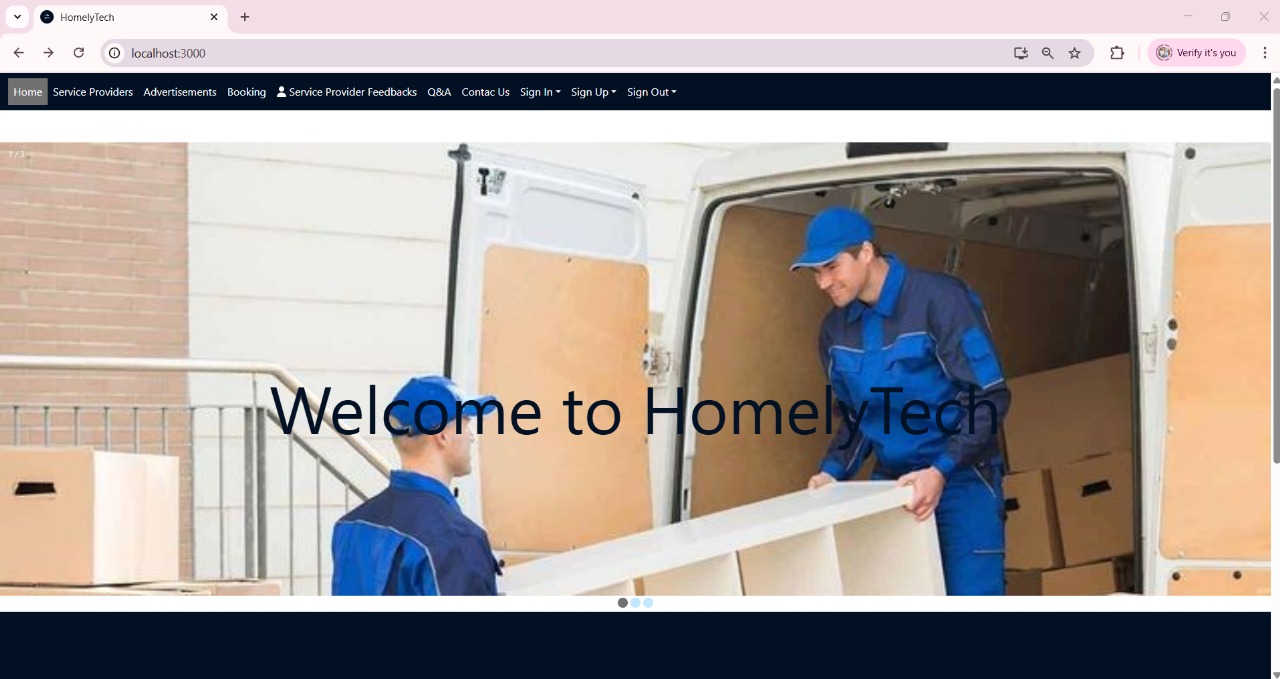 HomelyTech
localhost:3000
Verify it's you
Home Service Providers Advertisements Booking Service Provider Feedbacks Q&A Contac Us Sign In Sign Up Sign Out
1 / 3
Welcome to HomelyTech